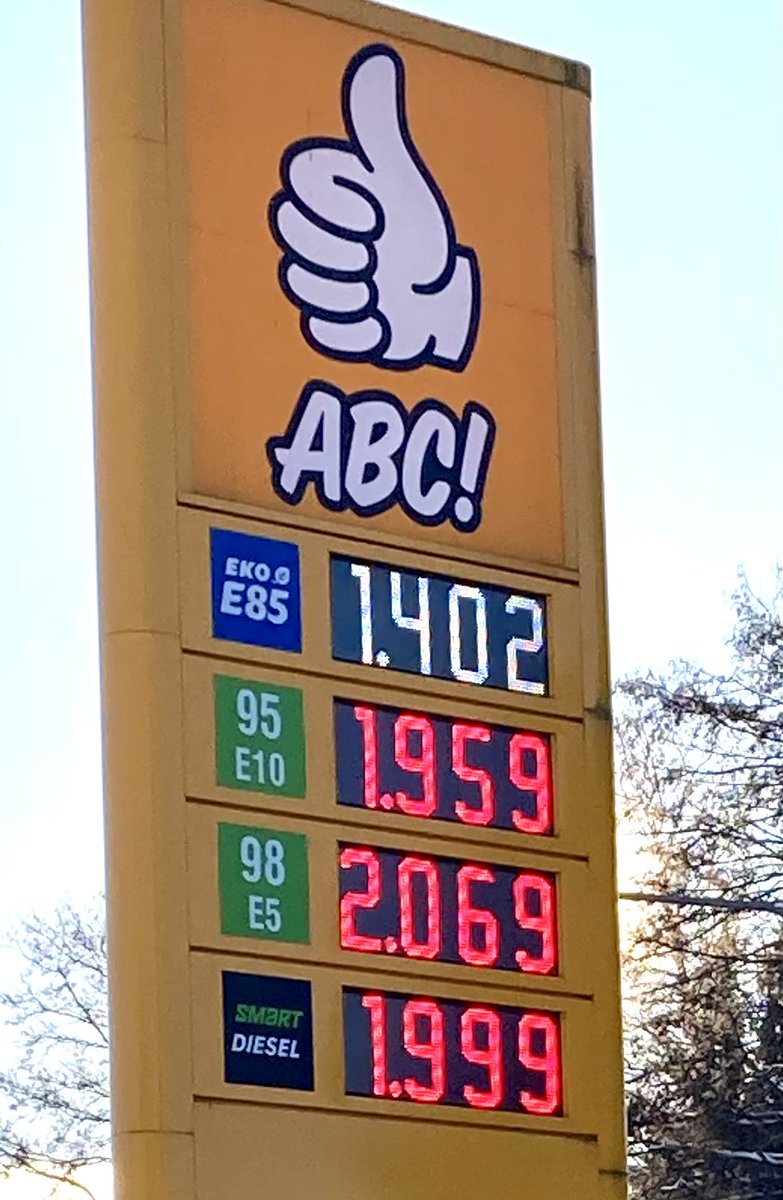 ABC!
EKO
E85
1.402
95
E10
1.959
98
E5
2.069
SMaRT
DIESEL
1.999